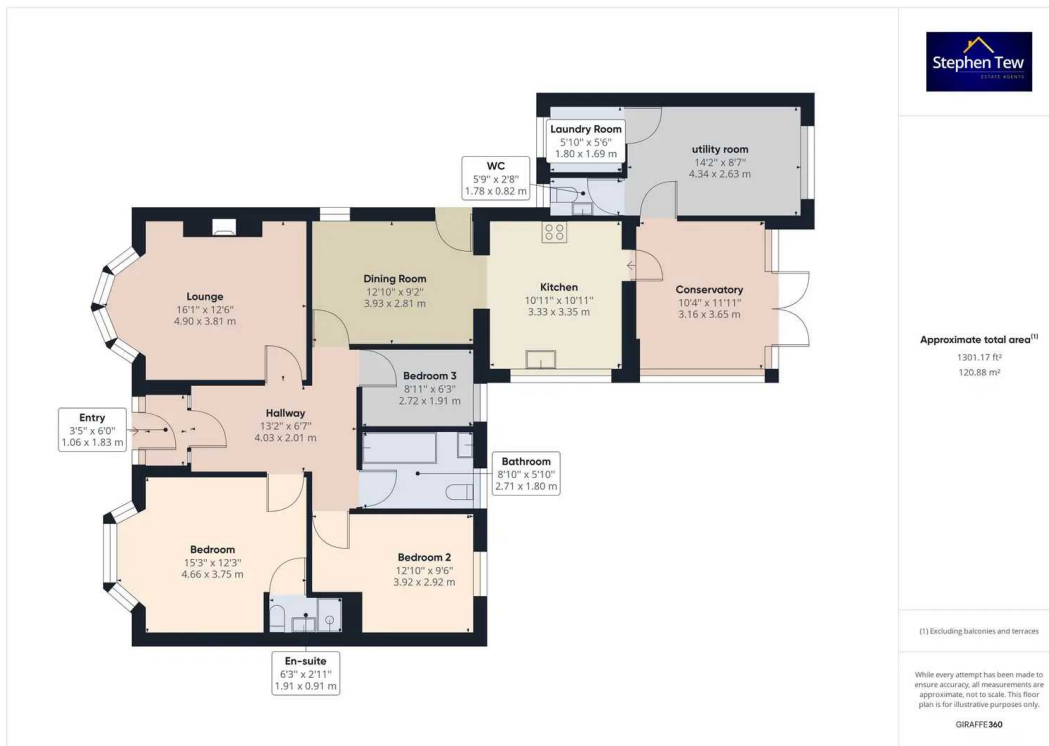 Stephen Tew
ESTATE AGENTS
Laundry Room
5'10" x 5'6"
1.80 x 1.69 m
utility room
14'2" x 8'7"
4.34 x 2.63 m
WC
5'9" x 2'8"
1.78 x 0.82 m
Lounge
16'1" x 12'6"
4.90 x 3.81 m
Dining Room
12'10" x 9'2"
3.93 x 2.81 m
Kitchen
10'11" x 10'11"
3.33 x 3.35 m
Conservatory
10'4" x 11'11"
3.16 x 3.65 m
Bedroom 3
8'11" x 6'3"
2.72 x 1.91 m
Entry
3'5" x 6'0"
1.06 x 1.83 m
Hallway
13'2" x 6'7"
4.03 x 2.01 m
Bathroom
8'10" x 5'10"
2.71 x 1.80 m
Bedroom
15'3" x 12'3"
4.66 x 3.75 m
Bedroom 2
12'10" x 9'6"
3.92 x 2.92 m
En-suite
6'3" x 2'11"
1.91 x 0.91 m
Approximate total area(1)
1301.17 ft²
120.88 m²
(1) Excluding balconies and terraces
While every attempt has been made to
ensure accuracy, all measurements are
approximate, not to scale. This floor
plan is for illustrative purposes only.
GIRAFFE360